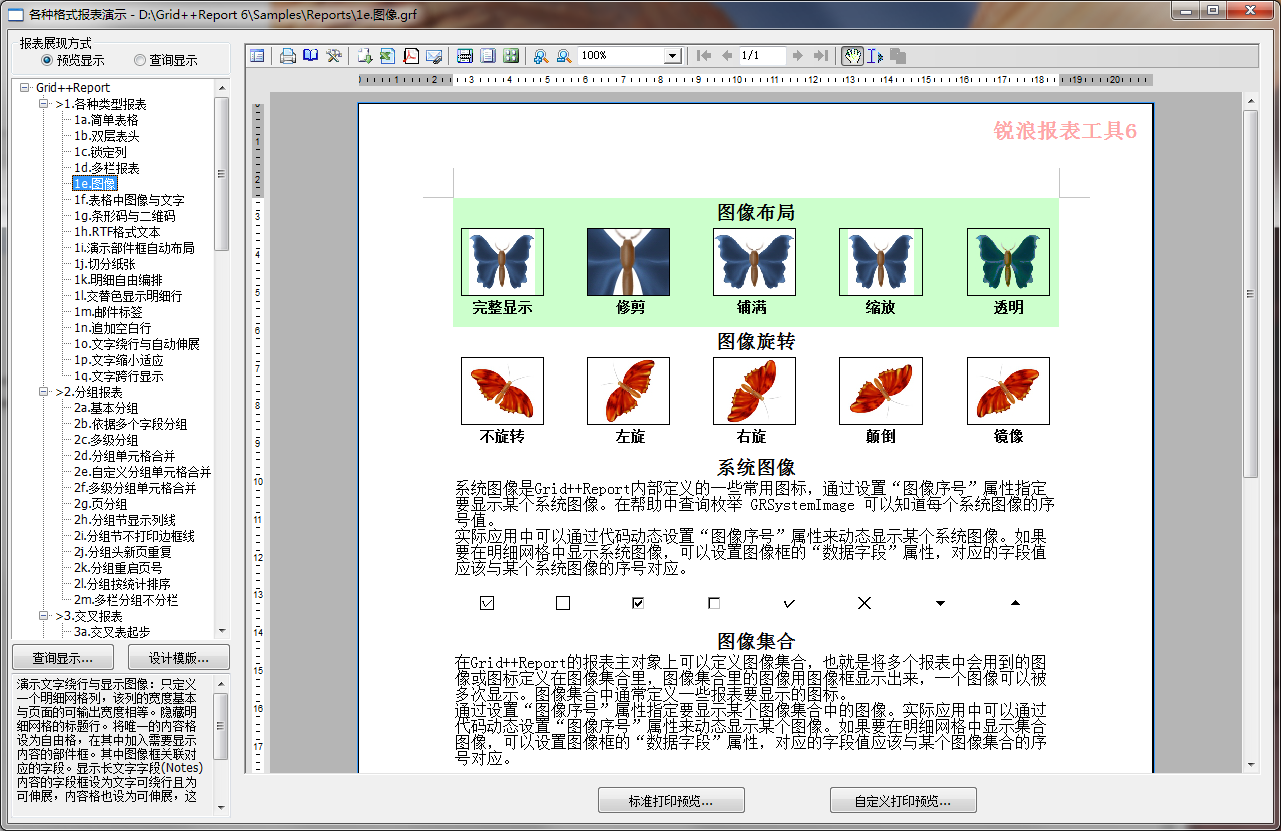 各种格式报表演示 - D:\Grid++Report 6\Samples\Reports\1e.图像.grf
报表展现方式
预览显示
查询显示
Grid++Report
>1.各种类型报表
1a.简单表格
1b.双层表头
1c.锁定列
1d.多栏报表
1e.图像
1f.表格中图像与文字
1g.条形码与二维码
1h.RTF格式文本
1i.演示部件框自动布局
1j.切分纸张
1k.明细自由编排
1l.交替色显示明细行
1m.邮件标签
1n.追加空白行
1o.文字绕行与自动伸展
1p.文字缩小适应
1q.文字跨行显示
>2.分组报表
2a.基本分组
2b.依据多个字段分组
2c.多级分组
2d.分组单元格合并
2e.自定义分组单元格合并
2f.多级分组单元格合并
2g.页分组
2h.分组节显示列线
2i.分组节不打印边框线
2j.分组头新页重复
2k.分组重启页号
2l.分组按统计排序
2m.多栏分组不分栏
>3.交叉报表
3a.交叉表起步
查询显示...
设计模版...
演示文字绕行与显示图像：只定义
一个明细网格列，该列的宽度基本
与页面的可输出宽度相等。隐藏明
细网格的标题行。将唯一的内容格
设为自由格，在其中加入需要显示
内容的部件框。其中图像框关联对
应的字段。显示长文字字段(Notes)
内容的字段框设为文字可绕行且为
可伸展，内容格也设为可伸展，这
100%
1/1
1 2 3 4 5 6 7 8 9 10 11 12 13 14 15 16 17 18 19 20
1
2
3
4
5
6
7
8
9
10
11
12
13
14
15
16
17
锐浪报表工具6
图像布局
完整显示
修剪
铺满
缩放
透明
图像旋转
不旋转
左旋
右旋
颠倒
镜像
系统图像
系统图像是Grid++Report内部定义的一些常用图标，通过设置“图像序号”属性指定
要显示某个系统图像。在帮助中查询枚举 GRSystemImage 可以知道每个系统图像的序
号值。
实际应用中可以通过代码动态设置“图像序号”属性来动态显示某个系统图像。如果
要在明细网格中显示系统图像，可以设置图像框的“数据字段”属性，对应的字段值
应该与某个系统图像的序号对应。
图像集合
在Grid++Report的报表主对象上可以定义图像集合，也就是将多个报表中会用到的图
像或图标定义在图像集合里，图像集合里的图像用图像框显示出来，一个图像可以被
多次显示。图像集合中通常定义一些报表要显示的图标。
通过设置“图像序号”属性指定要显示某个图像集合中的图像。实际应用中可以通过
代码动态设置“图像序号”属性来动态显示某个图像。如果要在明细网格中显示集合
图像，可以设置图像框的“数据字段”属性，对应的字段值应该与某个图像集合的序
号对应。
标准打印预览...
自定义打印预览...